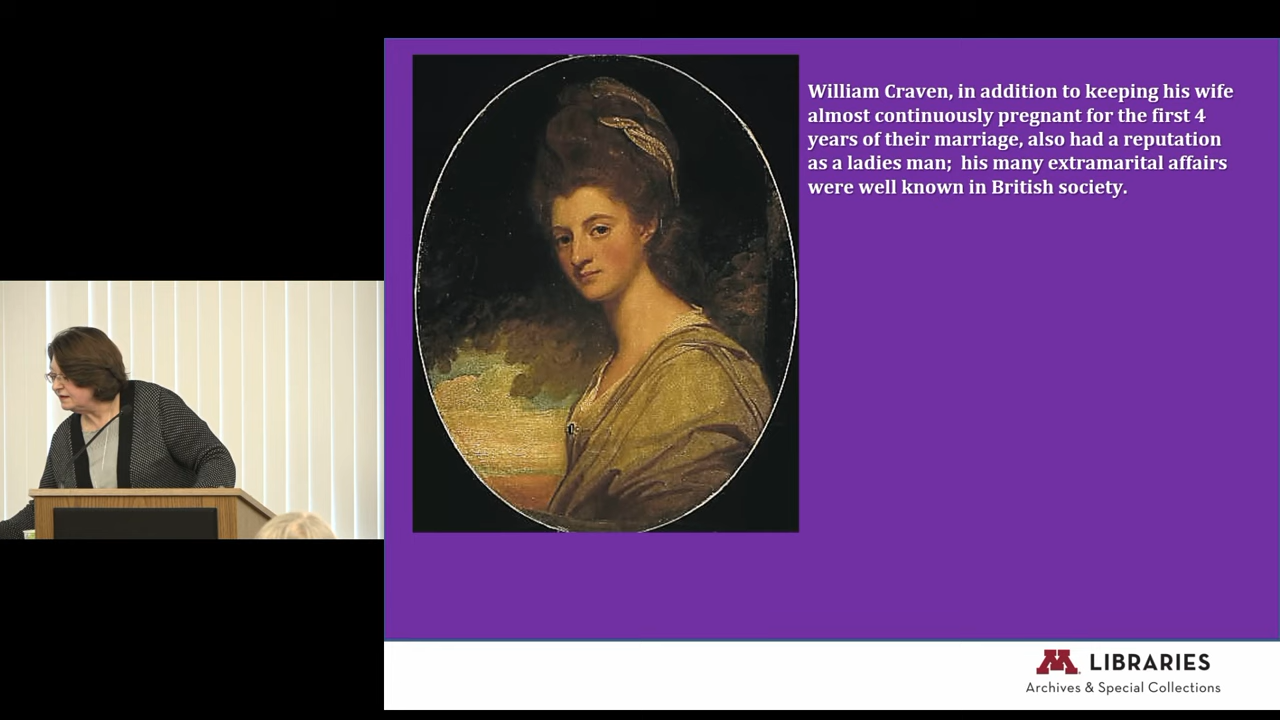 William Craven, in addition to keeping his wife
almost continuously pregnant for the first 4
years of their marriage, also had a reputation
as a ladies man;  his many extramarital affairs
were well known in British society.
M LIBRARIES
Archives & Special Collections